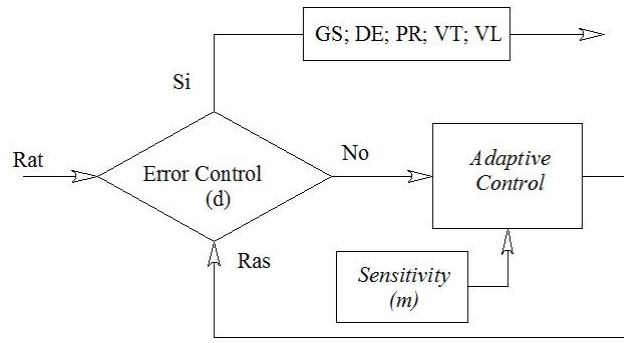 GS; DE; PR; VT; VL
Si
Rat
Error Control
(d)
No
Adaptive
Control
Ras
Sensitivity
(m)